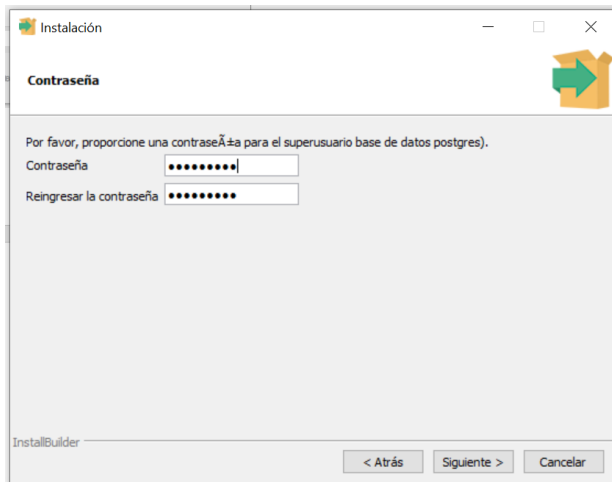 Instalación
Contraseña
Por favor, proporcione una contraseÃ±a para el superusuario base de datos postgres).
Contraseña ●●●●●●●●●
Reingresar la contraseña ●●●●●●●●●
InstallBuilder
< Atrás Siguiente > Cancelar